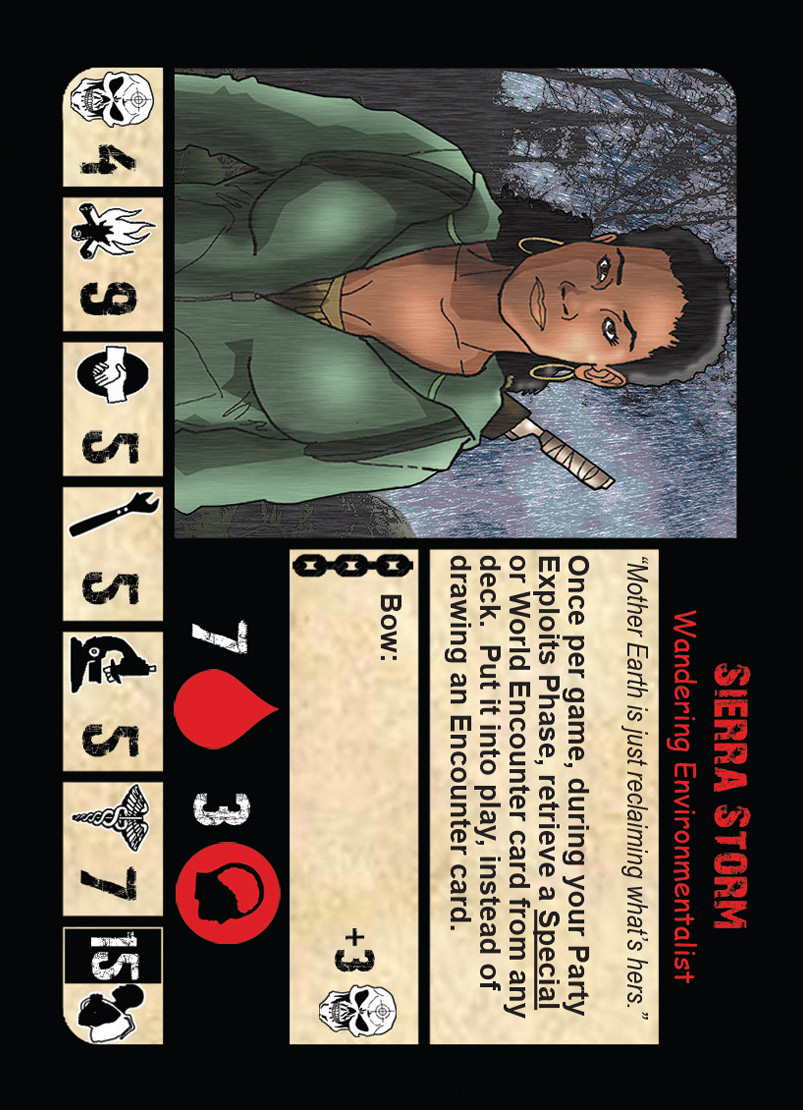 SIERRA STORM
Wandering Environmentalist
“Mother Earth is just reclaiming what’s hers. ”
Once per game, during your Party
Exploits Phase, retrieve a Special
or World Encounter card from any
deck. Put it into play, instead of
drawing an Encounter card.
Bow:
+3
7 3
4 9 5 5 5 7 15